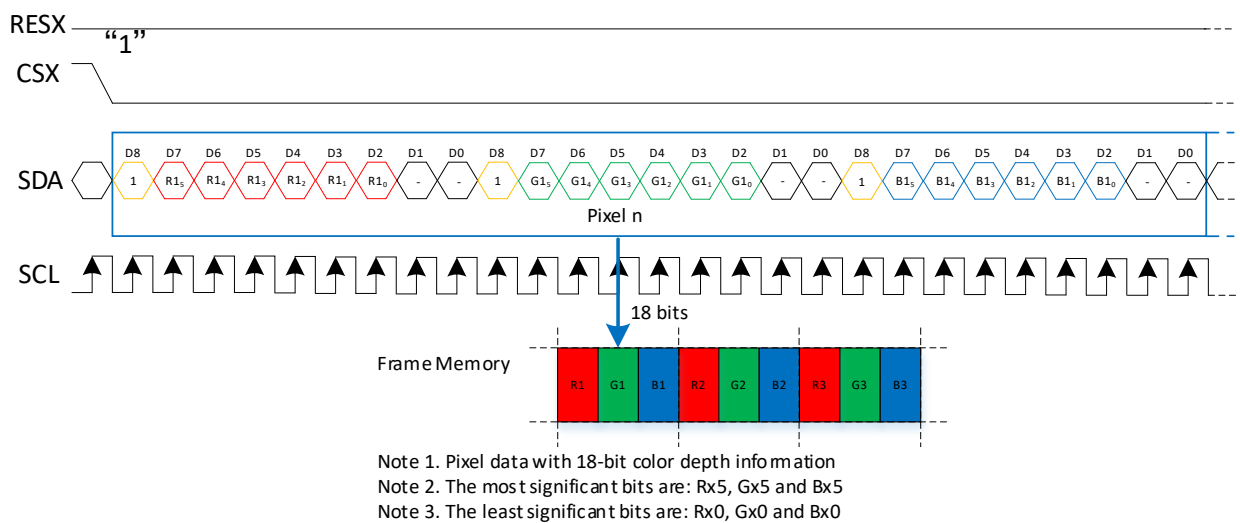 RESX
“1”
CSX
D8 D7 D6 D5 D4 D3 D2 D1 D0 D8 D7 D6 D5 D4 D3 D2 D1 D0 D8 D7 D6 D5 D4 D3 D2 D1 D0
SDA 1 R1₅ R1₄ R1₃ R1₂ R1₁ R1₀ - - 1 G1₅ G1₄ G1₃ G1₂ G1₁ G1₀ - - 1 B1₅ B1₄ B1₃ B1₂ B1₁ B1₀ - -
Pixel n
SCL
18 bits
Frame Memory
R1 G1 B1 R2 G2 B2 R3 G3 B3
Note 1. Pixel data with 18-bit color depth information
Note 2. The most significant bits are: Rx5, Gx5 and Bx5
Note 3. The least significant bits are: Rx0, Gx0 and Bx0